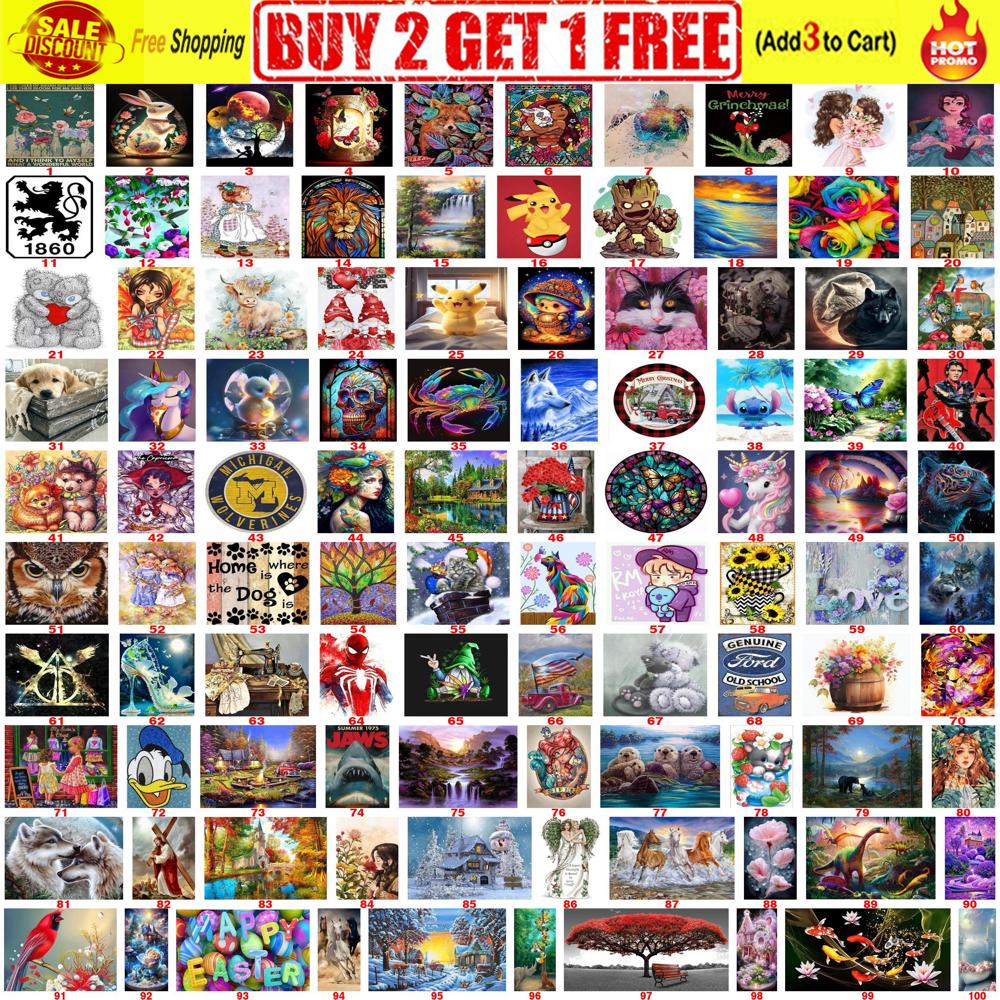 SALE
DISCOUNT
Free Shopping
BUY 2 GET 1 FREE
(Add3 to Cart)
HOT
PROMO
AND I THINK TO MYSELF
WHAT A WONDERFUL WORLD
Merry
Grinchmas!
1 2 3 4 5 6 7 8 9 10
1860
11 12 13 14 15 16 17 18 19 20
21 22 23 24 25 26 27 28 29 30
MERRY CHRISTMAS
31 32 33 34 35 36 37 38 39 40
MICHIGAN
M
WOLVERINES
41 42 43 44 45 46 47 48 49 50
Home where
is
the Dog is
RM
& KOYA
Love
51 52 53 54 55 56 57 58 59 60
GENUINE
Ford
OLD SCHOOL
61 62 63 64 65 66 67 68 69 70
SUMMER 1975
JAWS
71 72 73 74 75 76 77 78 79 80
81 82 83 84 85 86 87 88 89 90
HAPPY
EASTER
91 92 93 94 95 96 97 98 99 100